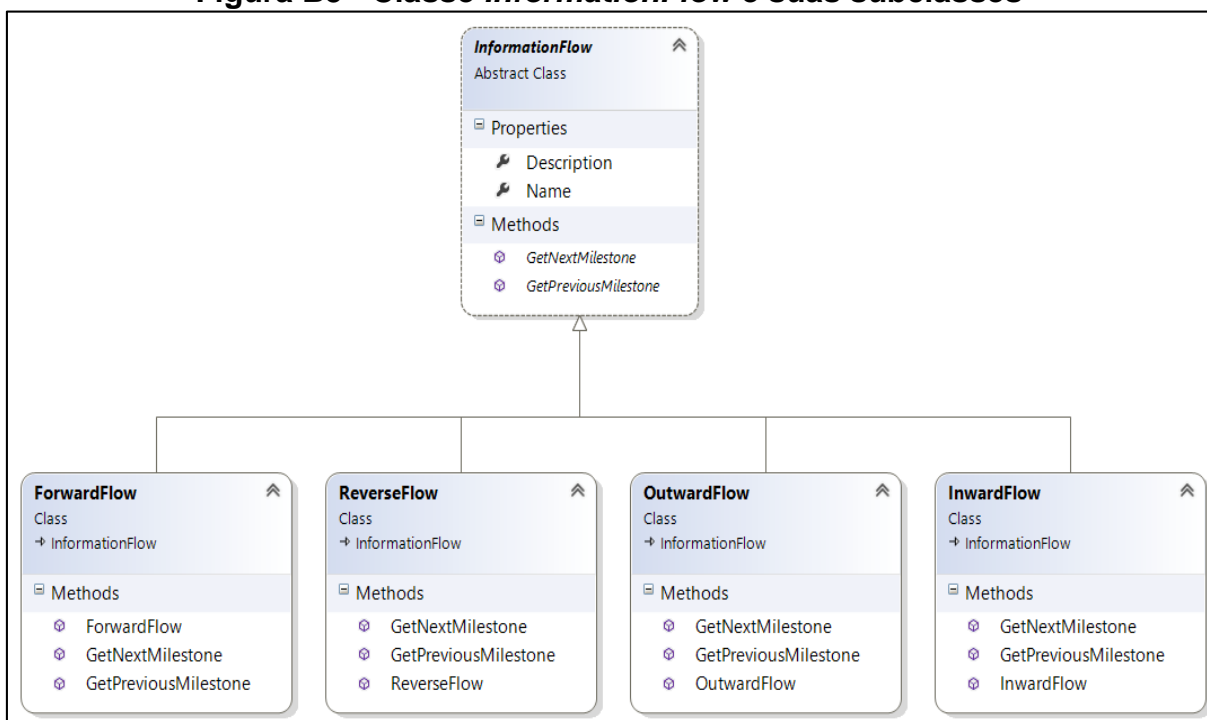 InformationFlow
Abstract Class
Properties
Description
Name
Methods
GetNextMilestone
GetPreviousMilestone
ForwardFlow
Class
InformationFlow
Methods
ForwardFlow
GetNextMilestone
GetPreviousMilestone
ReverseFlow
Class
InformationFlow
Methods
GetNextMilestone
GetPreviousMilestone
ReverseFlow
OutwardFlow
Class
InformationFlow
Methods
GetNextMilestone
GetPreviousMilestone
OutwardFlow
InwardFlow
Class
InformationFlow
Methods
GetNextMilestone
GetPreviousMilestone
InwardFlow